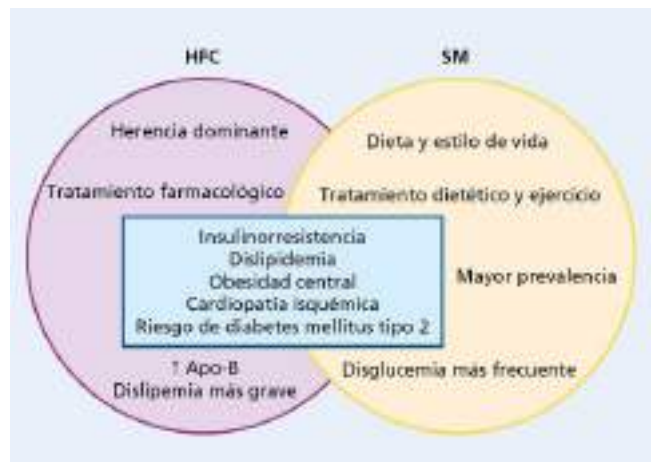 HFC
SM
Herencia dominante
Dieta y estilo de vida
Tratamiento farmacológico
Tratamiento dietético y ejercicio
Insulinorresistencia
Dislipidemia
Obesidad central
Cardiopatía isquémica
Riesgo de diabetes mellitus tipo 2
Mayor prevalencia
↑ Apo-B
Dislipemia más grave
Disglucemia más frecuente